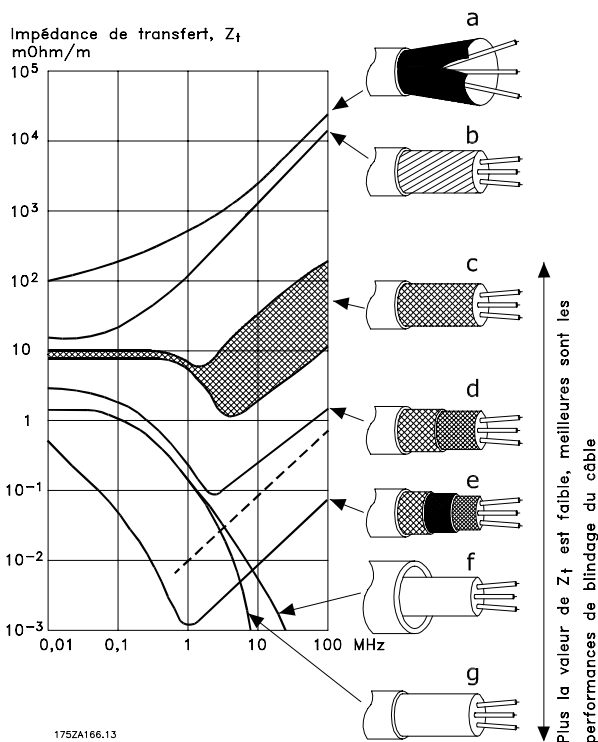 Impédance de transfert, Zt
mOhm/m
10⁵
10⁴
10³
10²
10
1
10⁻¹
10⁻²
10⁻³
0,01 0,1 1 10 100 MHz
a
b
c
d
e
f
g
Plus la valeur de Zt est faible, meilleures sont les
performances de blindage du câble
175ZA166.13